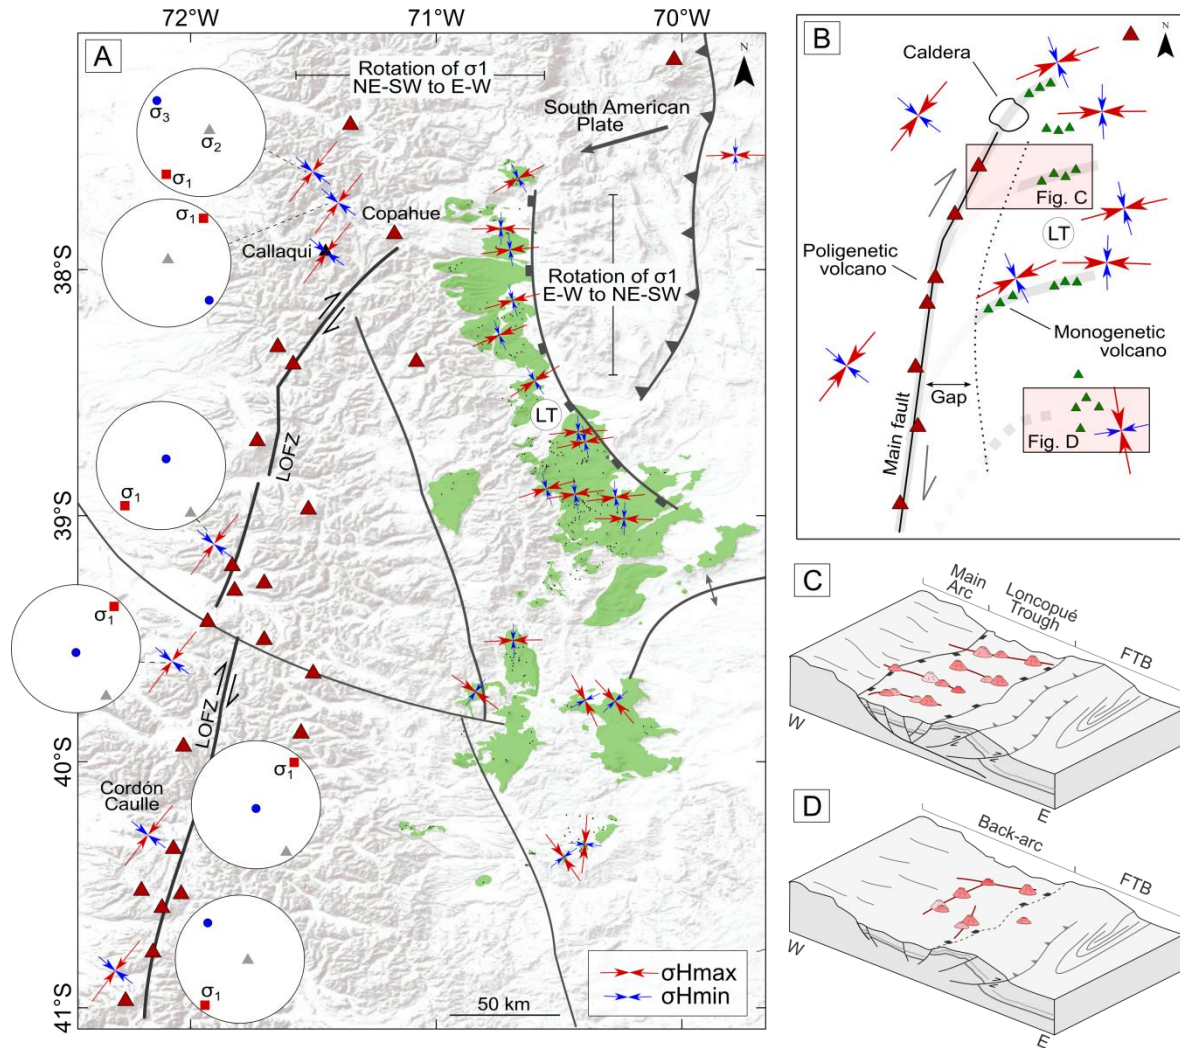 72°W
71°W
70°W
A
N
Rotation of σ1
NE-SW to E-W
South American
Plate
σ3
σ2
σ1
σ1
Copahue
Callaqui
38°S
Rotation of σ1
E-W to NE-SW
LT
LOFZ
σ1
39°S
σ1
LOFZ
40°S
σ1
Cordón
Caulle
σ1
σHmax
σHmin
50 km
41°S
B
N
Caldera
Fig. C
LT
Poligenetic
volcano
Monogenetic
volcano
Main fault
Gap
Fig. D
C
Main
Arc
Loncopué
Trough
FTB
W
E
D
Back-arc
FTB
W
E